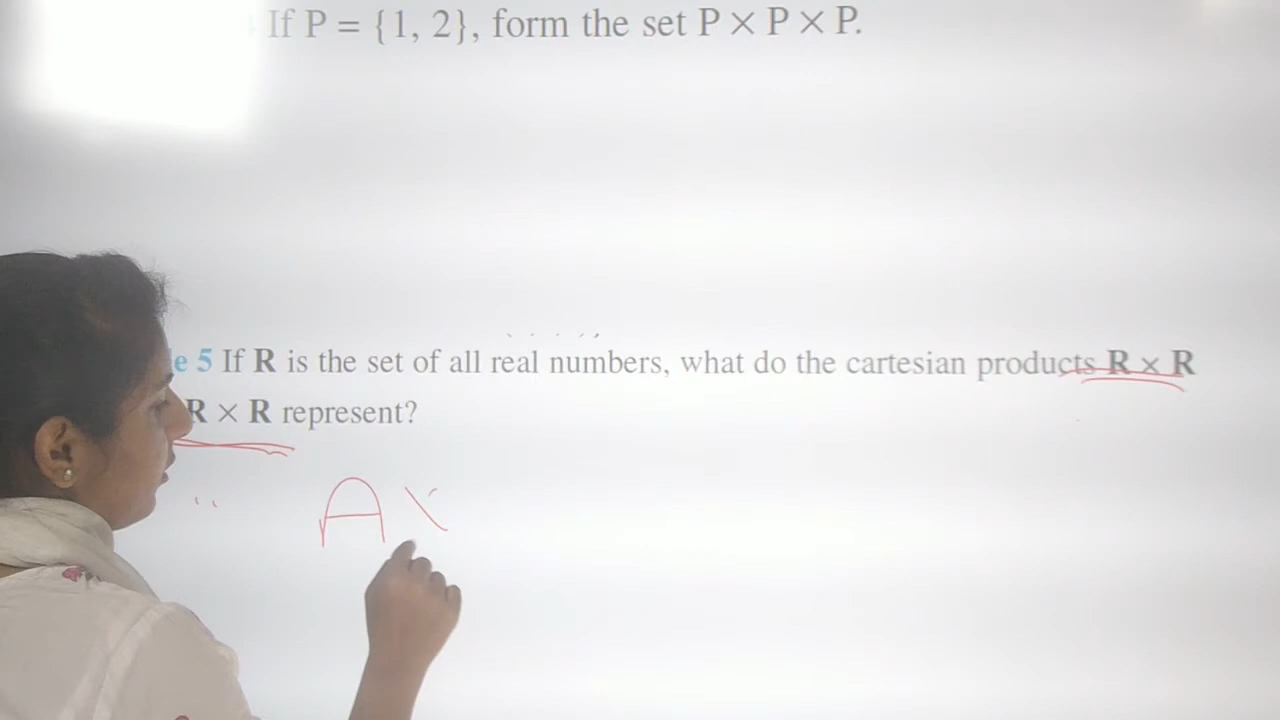 If P = {1, 2}, form the set P × P × P.
e 5 If R is the set of all real numbers, what do the cartesian products R × R
R × R represent?
A ×